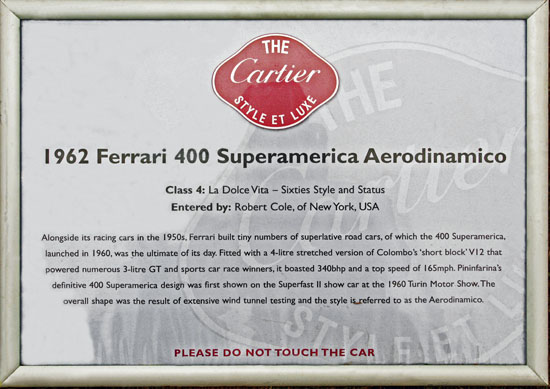 THE
Cartier
STYLE ET LUXE
1962 Ferrari 400 Superamerica Aerodinamico
Class 4: La Dolce Vita – Sixties Style and Status
Entered by: Robert Cole, of New York, USA
Alongside its racing cars in the 1950s, Ferrari built tiny numbers of superlative road cars, of which the 400 Superamerica,
launched in 1960, was the ultimate of its day. Fitted with a 4-litre stretched version of Colombo's 'short block' V12 that
powered numerous 3-litre GT and sports car race winners, it boasted 340bhp and a top speed of 165mph. Pininfarina's
definitive 400 Superamerica design was first shown on the Superfast II show car at the 1960 Turin Motor Show. The
overall shape was the result of extensive wind tunnel testing and the style is referred to as the Aerodinamico.
PLEASE DO NOT TOUCH THE CAR
THE
Cartier
STYLE ET LUXE